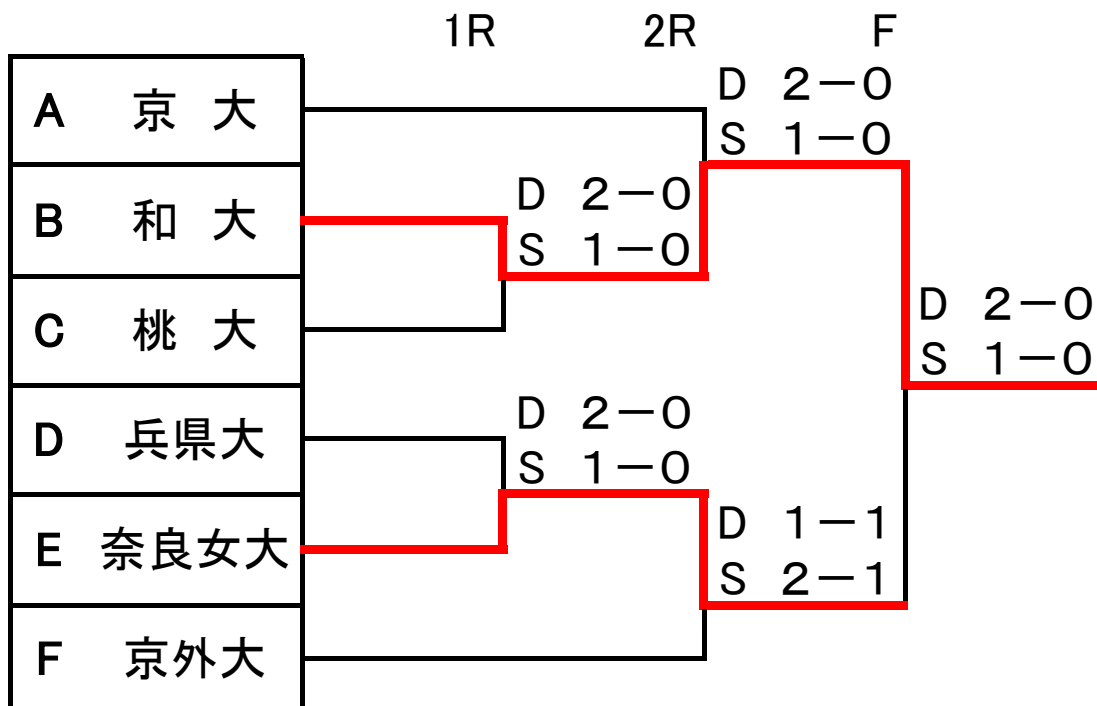 1R 2R F
A 京 大
B 和 大
C 桃 大
D 兵県大
E 奈良女大
F 京外大
D 2-0
S 1-0
D 2-0
S 1-0
D 2-0
S 1-0
D 1-1
S 2-1
D 2-0
S 1-0